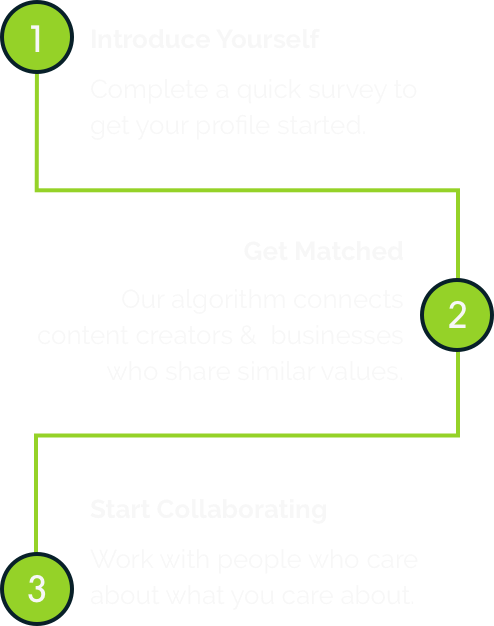 1
Introduce Yourself
Complete a quick survey to
get your profile started.
Get Matched
Our algorithm connects
content creators & businesses
who share similar values
2
Start Collaborating
Work with people who care
about what you care about.
3